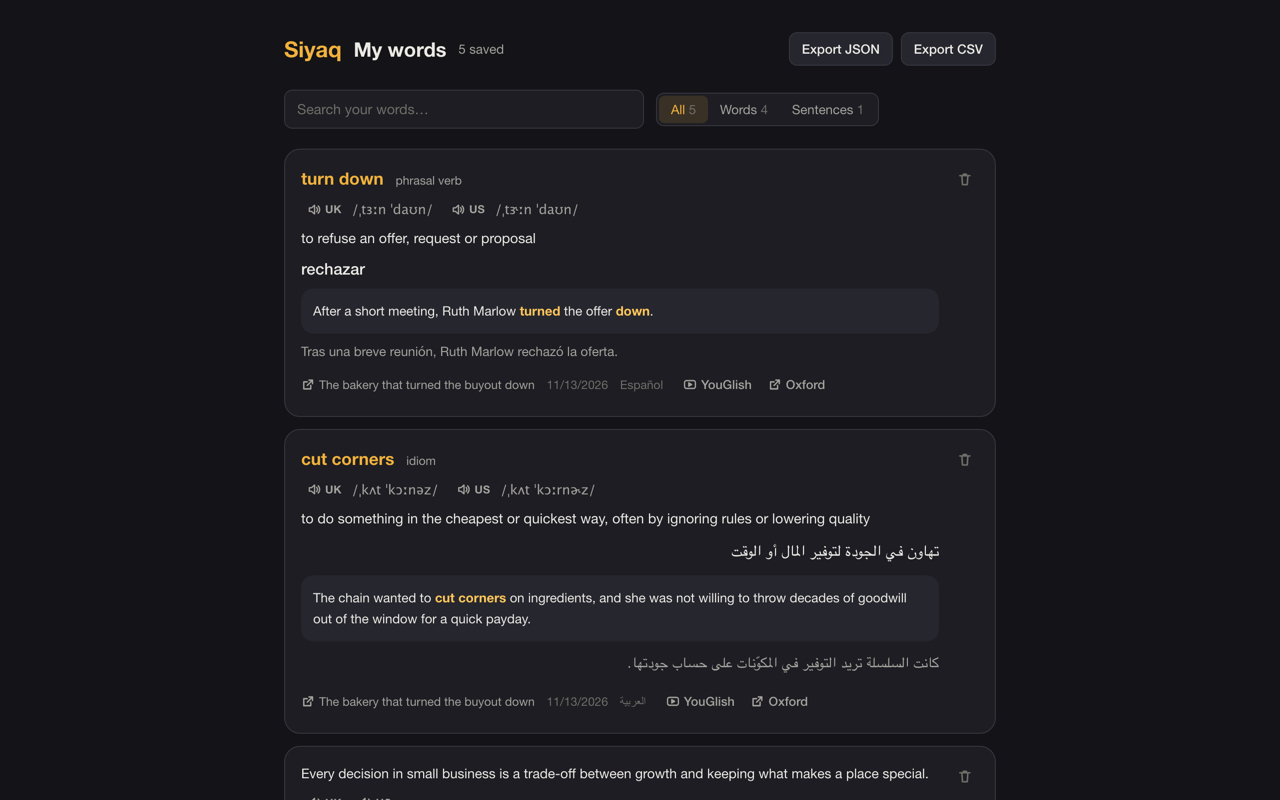 Siyaq My words 5 saved
Export JSON Export CSV
Search your words…
All 5 Words 4 Sentences 1
turn down phrasal verb
UK /ˌtɜːn ˈdaʊn/ US /ˌtɝːn ˈdaʊn/
to refuse an offer, request or proposal
rechazar
After a short meeting, Ruth Marlow turned the offer down.
Tras una breve reunión, Ruth Marlow rechazó la oferta.
The bakery that turned the buyout down 11/13/2026 Español YouGlish Oxford
cut corners idiom
UK /ˌkʌt ˈkɔːnəz/ US /ˌkʌt ˈkɔːrnɚz/
to do something in the cheapest or quickest way, often by ignoring rules or lowering quality
تهاون في الجودة لتوفير المال أو الوقت
The chain wanted to cut corners on ingredients, and she was not willing to throw decades of goodwill
out of the window for a quick payday.
كانت السلسلة تريد التوفير في المكوّنات على حساب جودتها.
The bakery that turned the buyout down 11/13/2026 العربية YouGlish Oxford
Every decision in small business is a trade-off between growth and keeping what makes a place special.
UK US